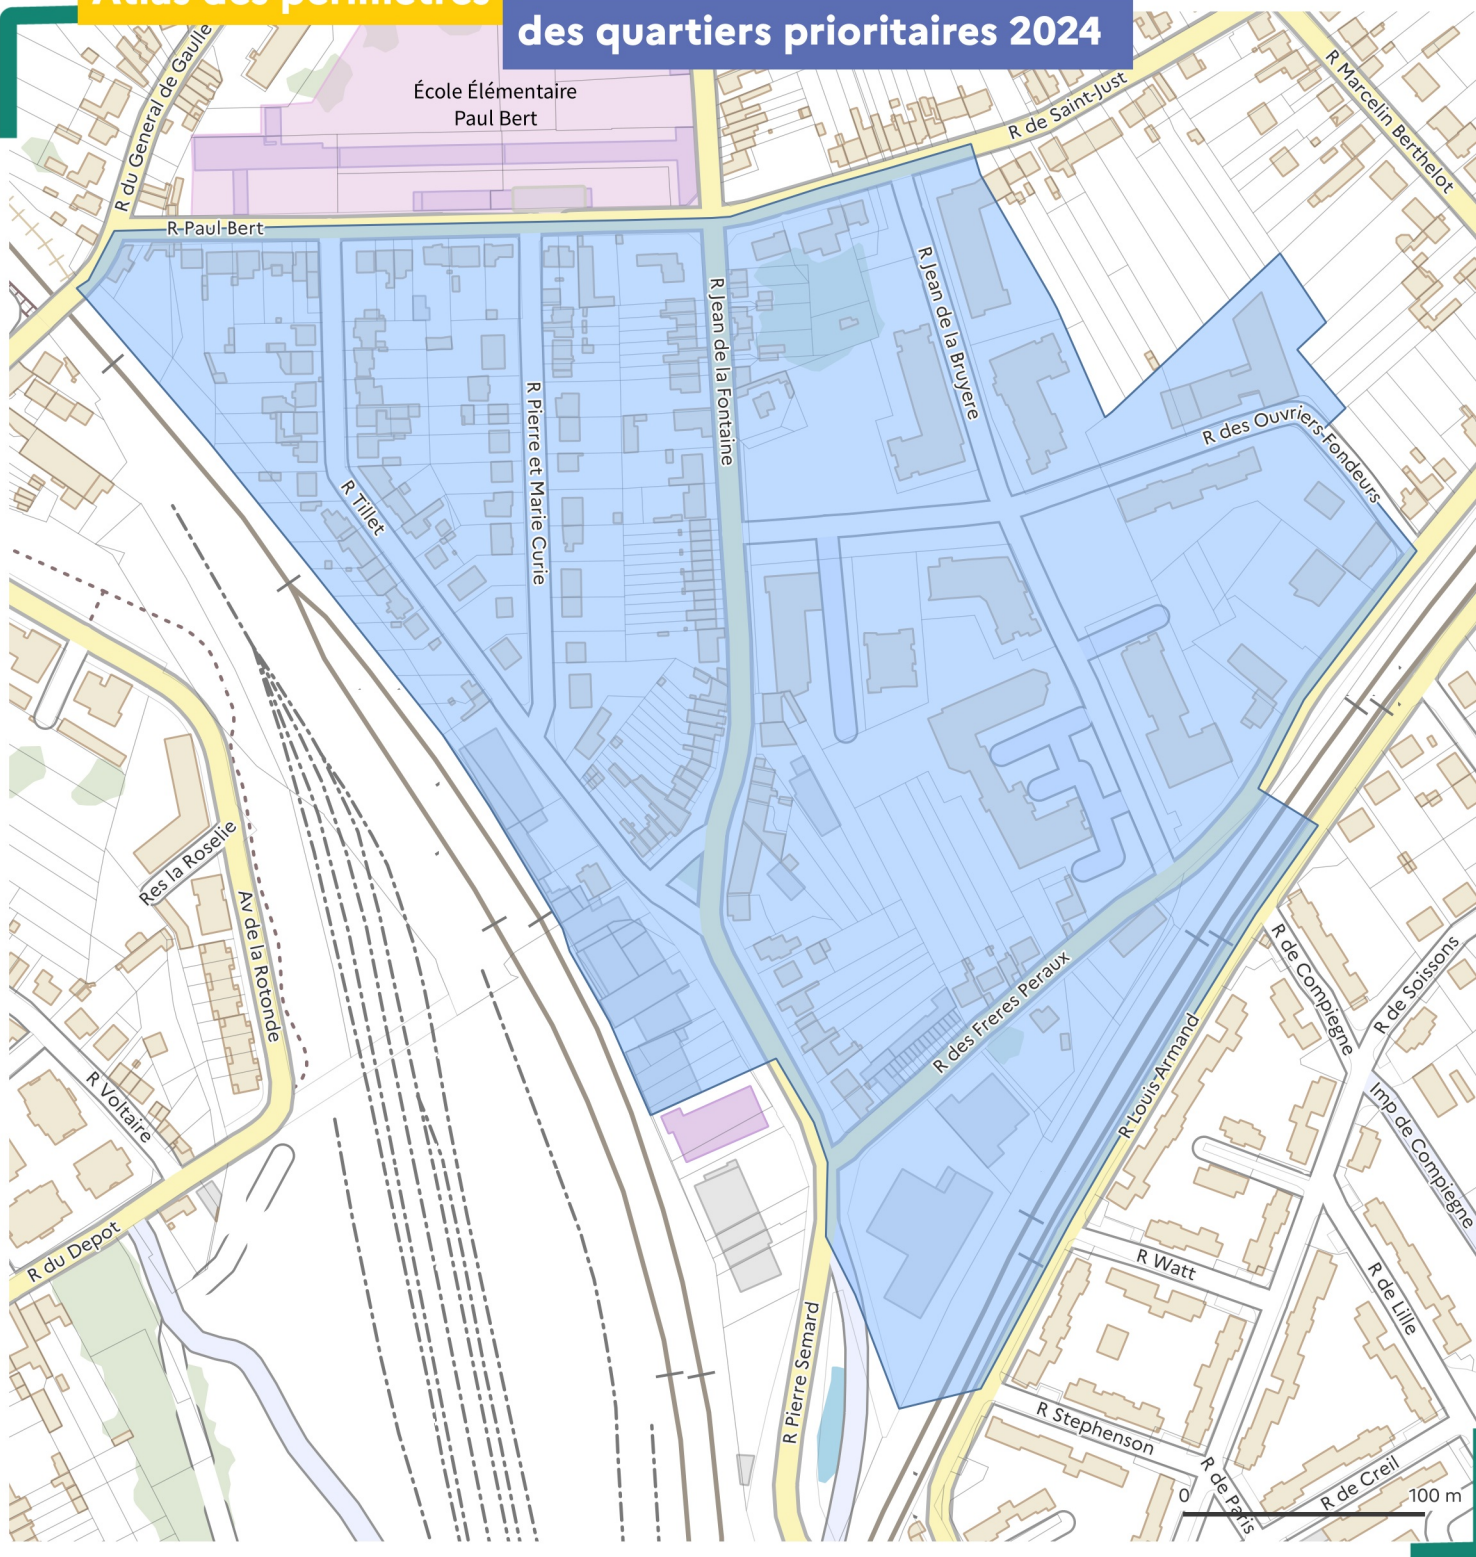 Atlas des périmètres
des quartiers prioritaires 2024
R du General de Gaulle
École Élémentaire
Paul Bert
R de Saint-Just
R Marcelin Berthelot
R Paul Bert
R Jean de la Fontaine
R Jean de la Bruyere
R Pierre et Marie Curie
R Tillet
R des Ouvriers Fondeurs
Res la Roselie
Av de la Rotonde
R Voltaire
R du Depot
R des Freres Peraux
R de Compiegne
R de Soissons
R Louis Armand
Imp de Compiegne
R Watt
R de Lille
R Pierre Semard
R Stephenson
R de Paris
R de Creil
0
100 m